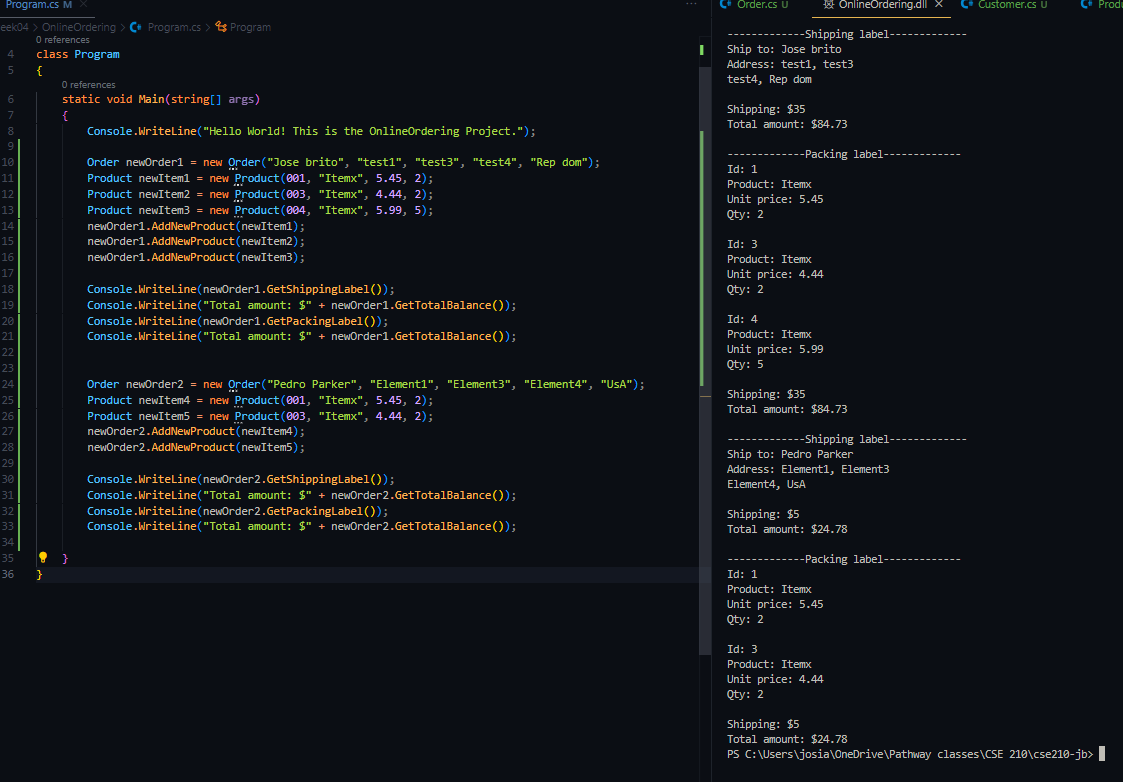 Program.cs M
eek04 > OnlineOrdering > Program.cs > Program
0 references
4 class Program
5 {
0 references
6 static void Main(string[] args)
7 {
8 Console.WriteLine("Hello World! This is the OnlineOrdering Project.");
9
10 Order newOrder1 = new Order("Jose brito", "test1", "test3", "test4", "Rep dom");
11 Product newItem1 = new Product(001, "Itemx", 5.45, 2);
12 Product newItem2 = new Product(003, "Itemx", 4.44, 2);
13 Product newItem3 = new Product(004, "Itemx", 5.99, 5);
14 newOrder1.AddNewProduct(newItem1);
15 newOrder1.AddNewProduct(newItem2);
16 newOrder1.AddNewProduct(newItem3);
17
18 Console.WriteLine(newOrder1.GetShippingLabel());
19 Console.WriteLine("Total amount: $" + newOrder1.GetTotalBalance());
20 Console.WriteLine(newOrder1.GetPackingLabel());
21 Console.WriteLine("Total amount: $" + newOrder1.GetTotalBalance());
22
23
24 Order newOrder2 = new Order("Pedro Parker", "Element1", "Element3", "Element4", "UsA");
25 Product newItem4 = new Product(001, "Itemx", 5.45, 2);
26 Product newItem5 = new Product(003, "Itemx", 4.44, 2);
27 newOrder2.AddNewProduct(newItem4);
28 newOrder2.AddNewProduct(newItem5);
29
30 Console.WriteLine(newOrder2.GetShippingLabel());
31 Console.WriteLine("Total amount: $" + newOrder2.GetTotalBalance());
32 Console.WriteLine(newOrder2.GetPackingLabel());
33 Console.WriteLine("Total amount: $" + newOrder2.GetTotalBalance());
34
35 }
36 }
Order.cs U OnlineOrdering.dll Customer.cs U Produ
-------------Shipping label-------------
Ship to: Jose brito
Address: test1, test3
test4, Rep dom
Shipping: $35
Total amount: $84.73
-------------Packing label-------------
Id: 1
Product: Itemx
Unit price: 5.45
Qty: 2
Id: 3
Product: Itemx
Unit price: 4.44
Qty: 2
Id: 4
Product: Itemx
Unit price: 5.99
Qty: 5
Shipping: $35
Total amount: $84.73
-------------Shipping label-------------
Ship to: Pedro Parker
Address: Element1, Element3
Element4, UsA
Shipping: $5
Total amount: $24.78
-------------Packing label-------------
Id: 1
Product: Itemx
Unit price: 5.45
Qty: 2
Id: 3
Product: Itemx
Unit price: 4.44
Qty: 2
Shipping: $5
Total amount: $24.78
PS C:\Users\josia\OneDrive\Pathway classes\CSE 210\cse210-jb>